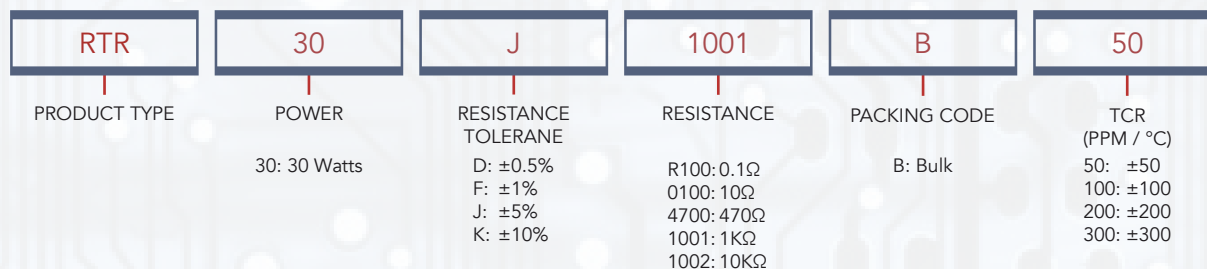 RTR 30 J 1001 B 50
PRODUCT TYPE
POWER
30: 30 Watts
RESISTANCE
TOLERANE
D: ±0.5%
F: ±1%
J: ±5%
K: ±10%
RESISTANCE
R100: 0.1Ω
0100: 10Ω
4700: 470Ω
1001: 1KΩ
1002: 10KΩ
PACKING CODE
B: Bulk
TCR
(PPM / °C)
50: ±50
100: ±100
200: ±200
300: ±300